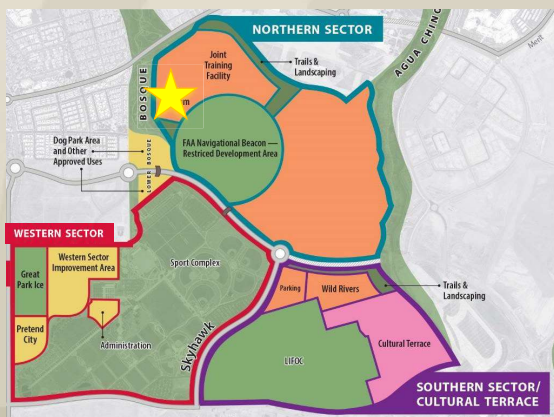 NORTHERN SECTOR
AGUA CHINO
Merit
Joint
Training
Facility
Trails &
Landscaping
BOSQUE
FAA Navigational Beacon —
Restriced Development Area
Dog Park Area
and Other
Approved Uses
LOWER BOSQUE
WESTERN SECTOR
Western Sector
Improvement Area
Great
Park Ice
Sport Complex
Parking
Wild Rivers
Trails &
Landscaping
Pretend
City
Administration
Skyhawk
LIFOC
Cultural Terrace
SOUTHERN SECTOR/
CULTURAL TERRACE